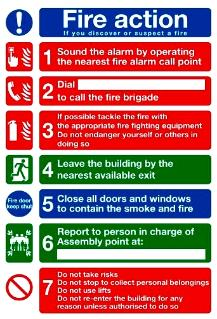 Fire action
If you discover or suspect a fire
1 Sound the alarm by operating
the nearest fire alarm call point
2 Dial
to call the fire brigade
3 If possible tackle the fire with
the appropriate fire fighting equipment
Do not endanger yourself or others in
doing so
4 Leave the building by the
nearest available exit
Fire door
keep shut
5 Close all doors and windows
to contain the smoke and fire
6 Report to person in charge of
Assembly point at:
7 Do not take risks
Do not stop to collect personal belongings
Do not use lifts
Do not re-enter the building for any
reason unless authorised to do so